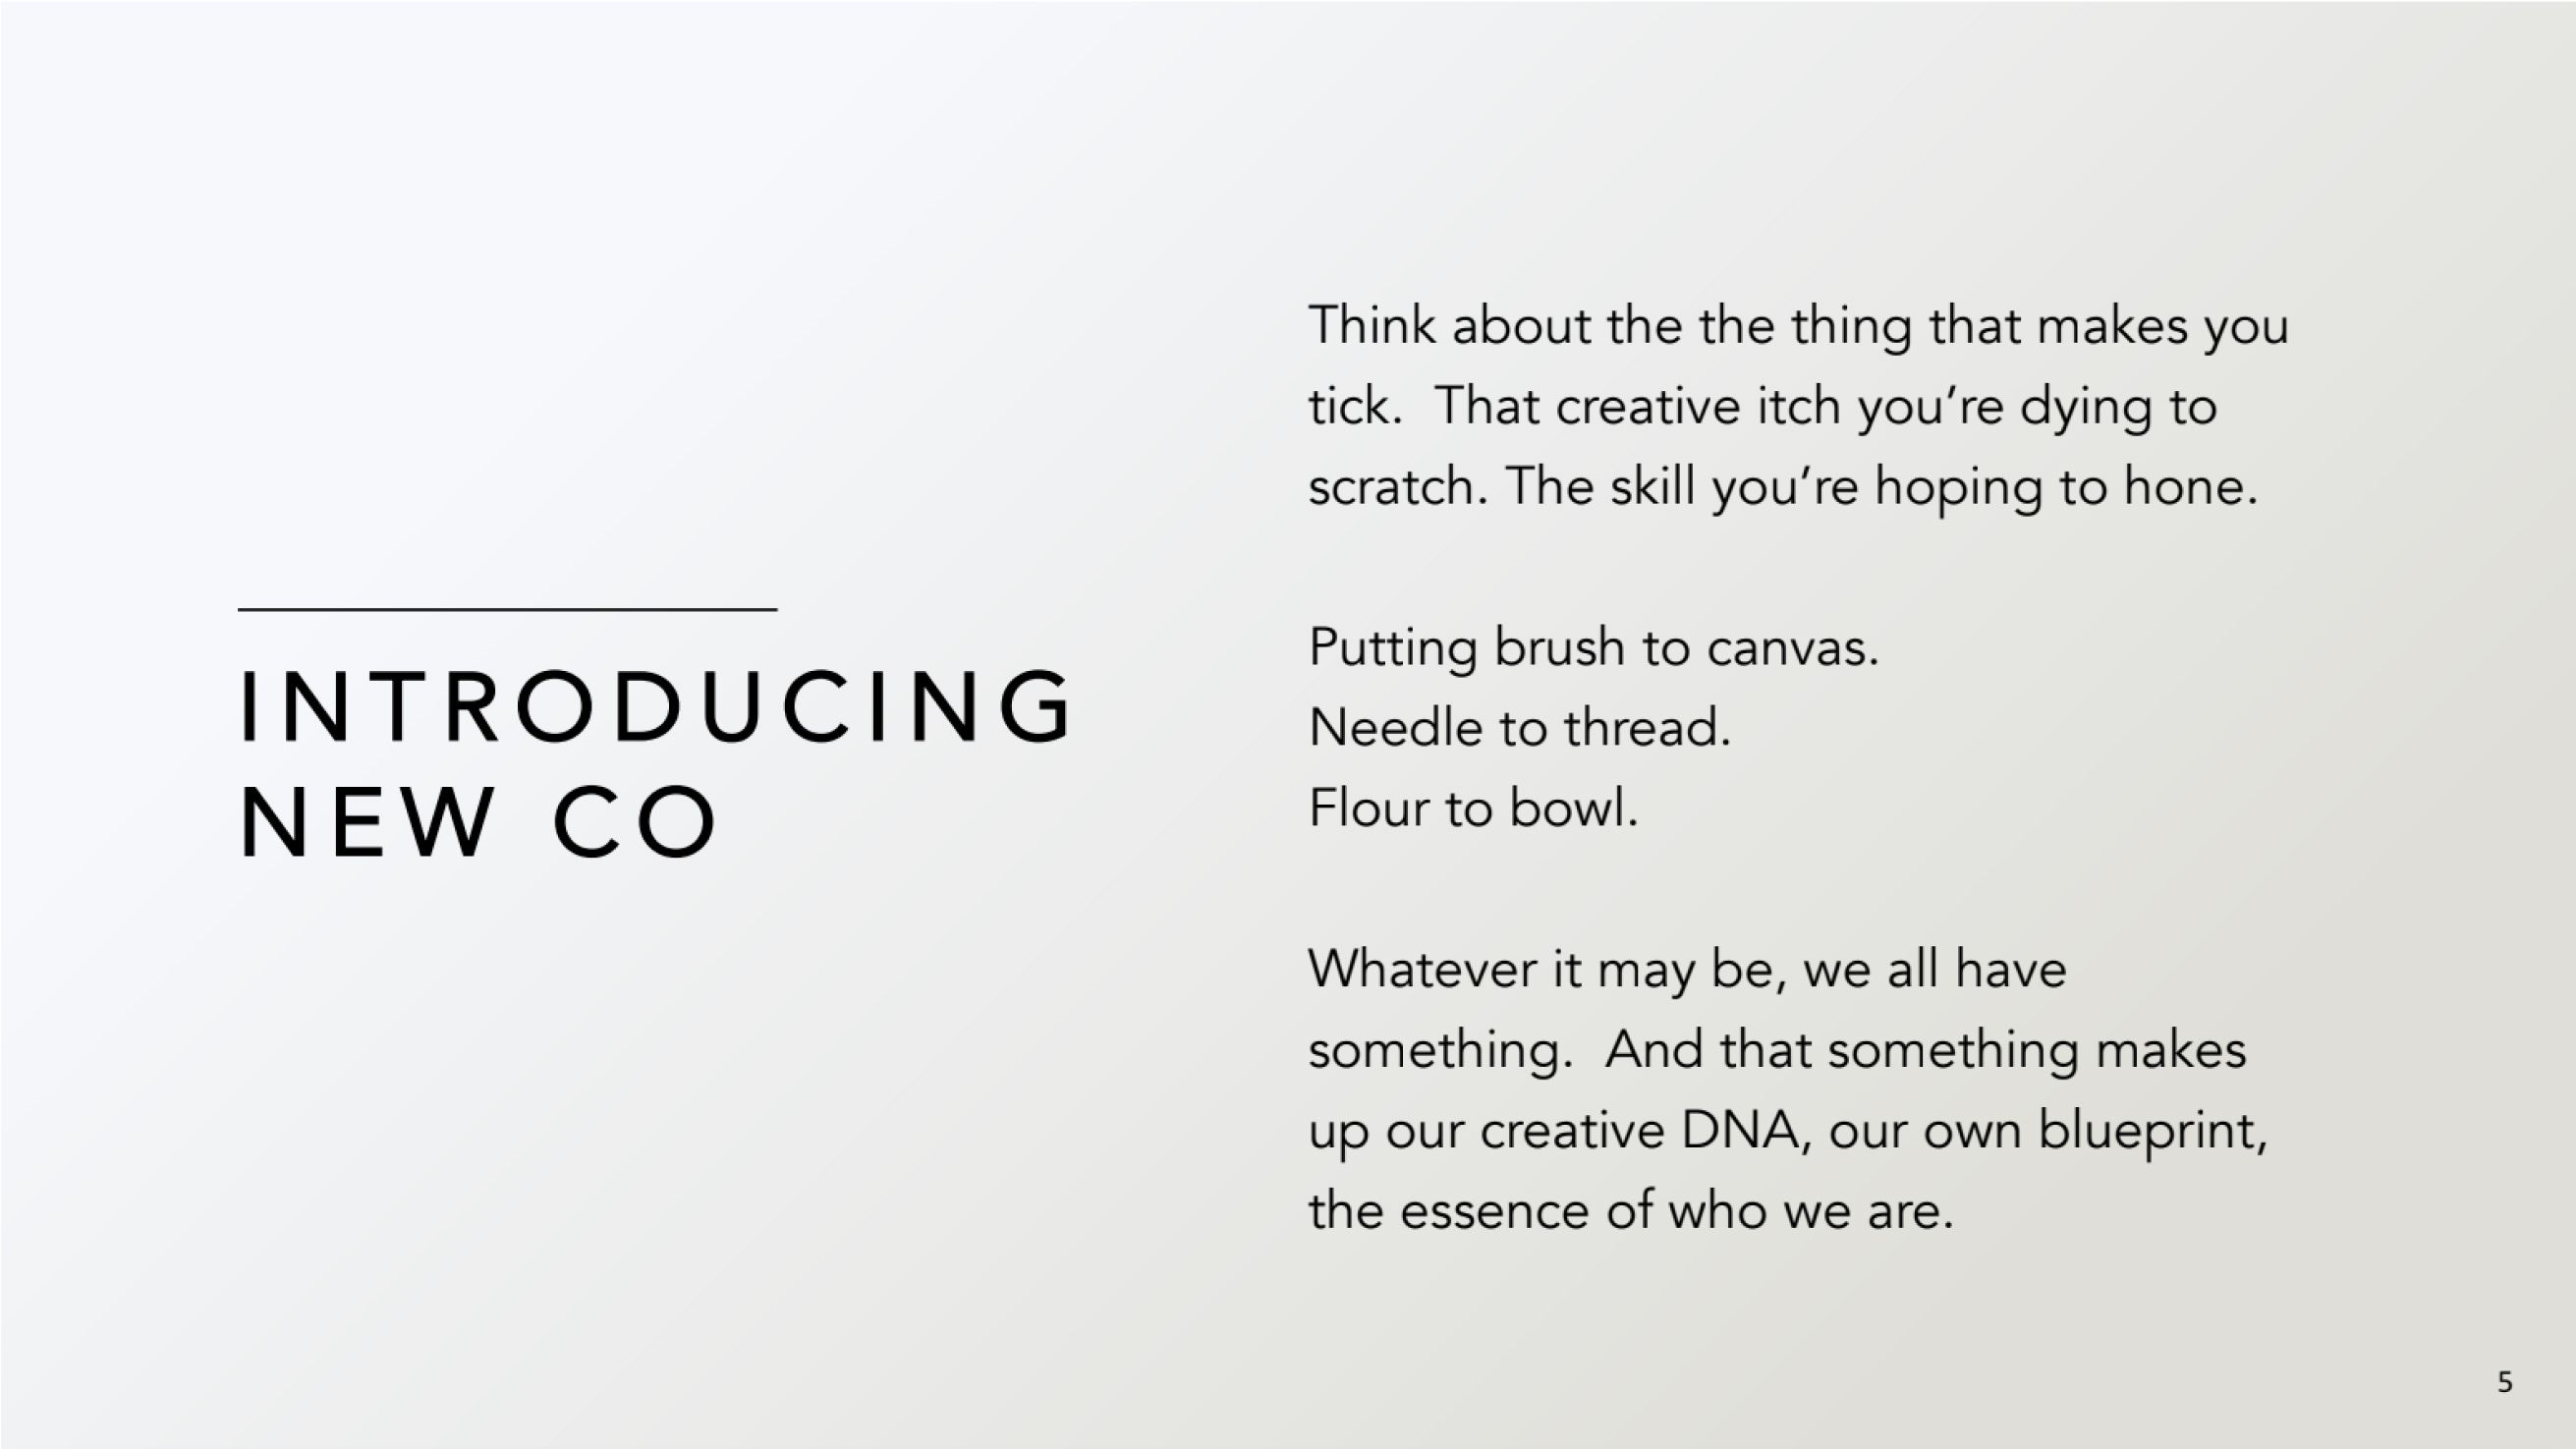 INTRODUCING
NEW CO
Think about the the thing that makes you
tick.  That creative itch you’re dying to
scratch. The skill you’re hoping to hone.
Putting brush to canvas.
Needle to thread.
Flour to bowl.
Whatever it may be, we all have
something.  And that something makes
up our creative DNA, our own blueprint,
the essence of who we are.
5